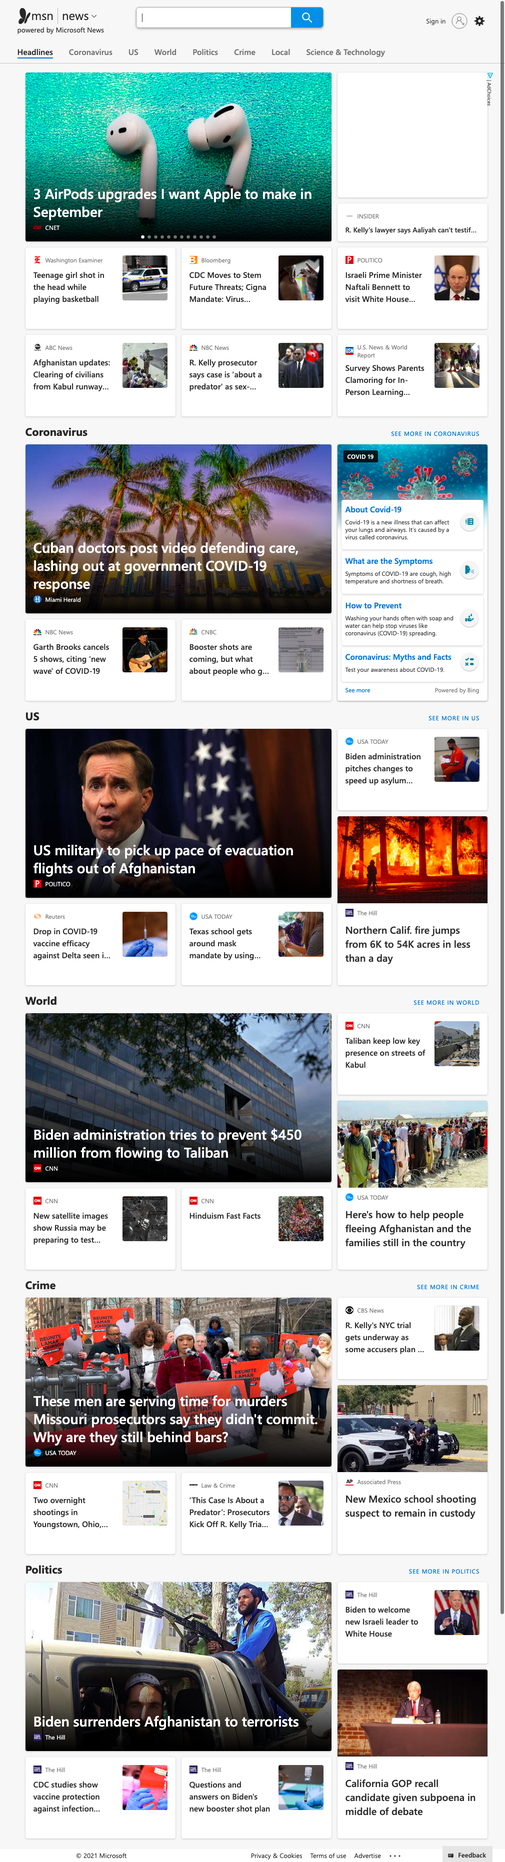 msn | news
powered by Microsoft News
Sign in
Headlines Coronavirus US World Politics Crime Local Science & Technology
3 AirPods upgrades I want Apple to make in
September
CNET
AdChoices
INSIDER
R. Kelly's lawyer says Aaliyah can't testif...
Washington Examiner
Teenage girl shot in
the head while
playing basketball
Bloomberg
CDC Moves to Stem
Future Threats; Cigna
Mandate: Virus...
POLITICO
Israeli Prime Minister
Naftali Bennett to
visit White House...
ABC News
Afghanistan updates:
Clearing of civilians
from Kabul runway...
NBC News
R. Kelly prosecutor
says case is 'about a
predator' as sex-...
U.S. News & World
Report
Survey Shows Parents
Clamoring for In-
Person Learning...
Coronavirus
SEE MORE IN CORONAVIRUS
Cuban doctors post video defending care,
lashing out at government COVID-19
response
Miami Herald
COVID 19
About Covid-19
Covid-19 is a new illness that can affect
your lungs and airways. It's caused by a
virus called coronavirus.
What are the Symptoms
Symptoms of COVID-19 are cough, high
temperature and shortness of breath.
How to Prevent
Washing your hands often with soap and
water can help stop viruses like
coronavirus (COVID-19) spreading.
Coronavirus: Myths and Facts
Test your awareness about COVID-19.
See more
Powered by Bing
NBC News
Garth Brooks cancels
5 shows, citing 'new
wave' of COVID-19
CNBC
Booster shots are
coming, but what
about people who g...
US
SEE MORE IN US
US military to pick up pace of evacuation
flights out of Afghanistan
POLITICO
USA TODAY
Biden administration
pitches changes to
speed up asylum...
The Hill
Northern Calif. fire jumps
from 6K to 54K acres in less
than a day
Reuters
Drop in COVID-19
vaccine efficacy
against Delta seen i...
USA TODAY
Texas school gets
around mask
mandate by using...
World
SEE MORE IN WORLD
Biden administration tries to prevent $450
million from flowing to Taliban
CNN
CNN
Taliban keep low key
presence on streets of
Kabul
USA TODAY
Here's how to help people
fleeing Afghanistan and the
families still in the country
CNN
New satellite images
show Russia may be
preparing to test...
CNN
Hinduism Fast Facts
Crime
SEE MORE IN CRIME
These men are serving time for murders
Missouri prosecutors say they didn't commit.
Why are they still behind bars?
USA TODAY
CBS News
R. Kelly's NYC trial
gets underway as
some accusers plan ...
AP Associated Press
New Mexico school shooting
suspect to remain in custody
CNN
Two overnight
shootings in
Youngstown, Ohio,...
Law & Crime
'This Case Is About a
Predator': Prosecutors
Kick Off R. Kelly Tria...
Politics
SEE MORE IN POLITICS
Biden surrenders Afghanistan to terrorists
The Hill
The Hill
Biden to welcome
new Israeli leader to
White House
The Hill
California GOP recall
candidate given subpoena in
middle of debate
The Hill
CDC studies show
vaccine protection
against infection...
The Hill
Questions and
answers on Biden's
new booster shot plan
© 2021 Microsoft
Privacy & Cookies Terms of use Advertise ...
Feedback